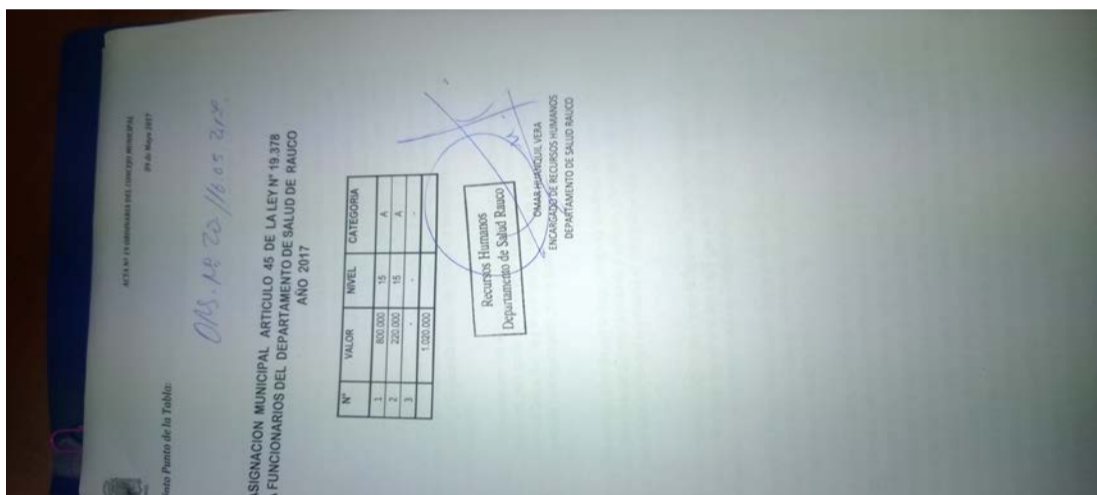 ACTA Nº 19 ORDINARIA DEL CONCEJO MUNICIPAL
09 de Mayo 2017
nto Punto de la Tabla:
ASIGNACION MUNICIPAL ARTICULO 45 DE LA LEY Nº 19.378
A FUNCIONARIOS DEL DEPARTAMENTO DE SALUD DE RAUCO
AÑO 2017
Nº VALOR NIVEL CATEGORIA
1 800.000 15 A
2 220.000 15 A
3 - - -
1.020.000
Recursos Humanos
Departamento de Salud Rauco
OMAR HUANQUIL VERA
ENCARGADO DE RECURSOS HUMANOS
DEPARTAMENTO DE SALUD RAUCO